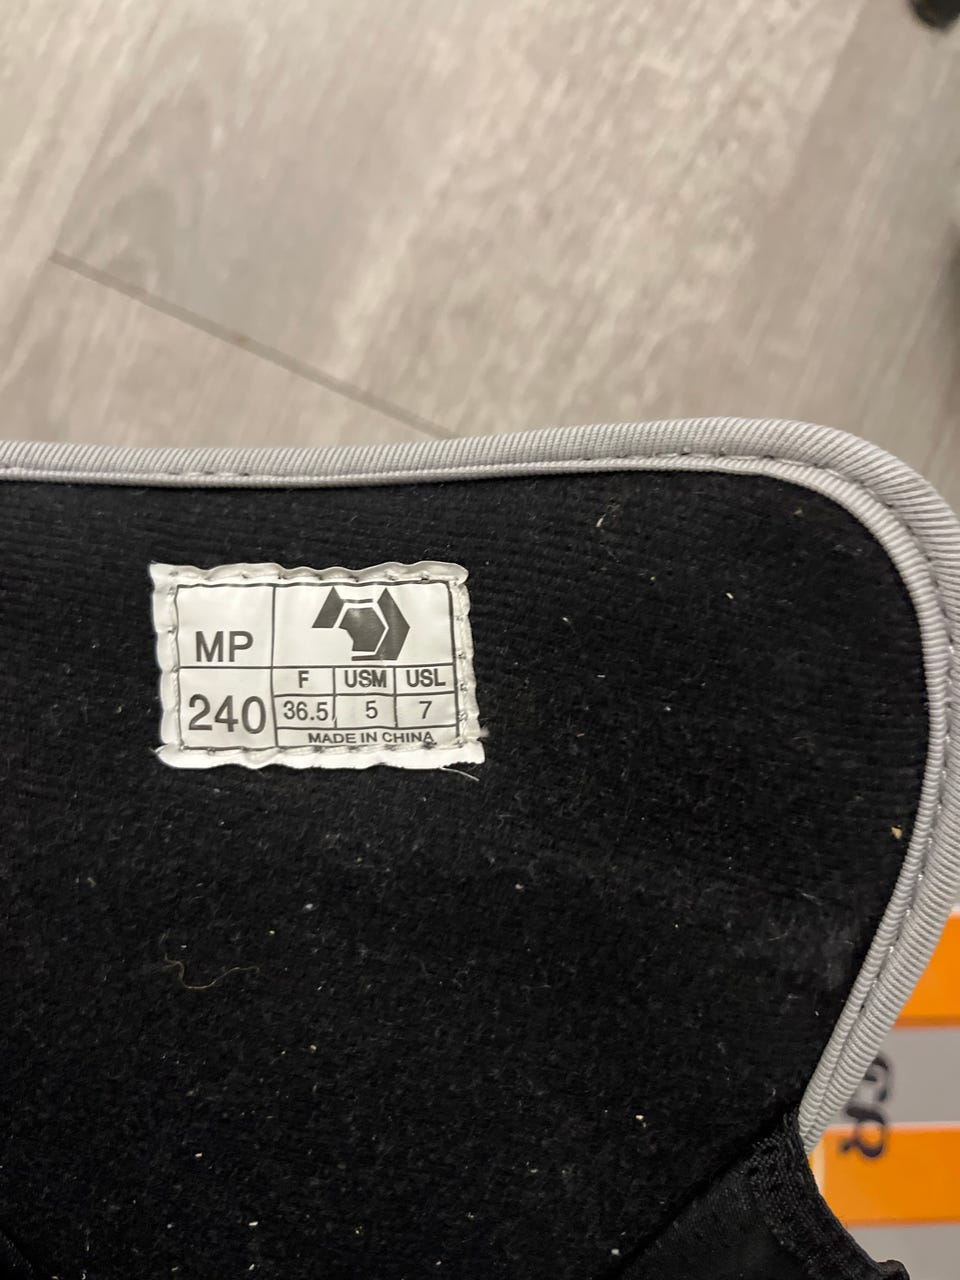 MP
F USM USL
240 36.5 5 7
MADE IN CHINA